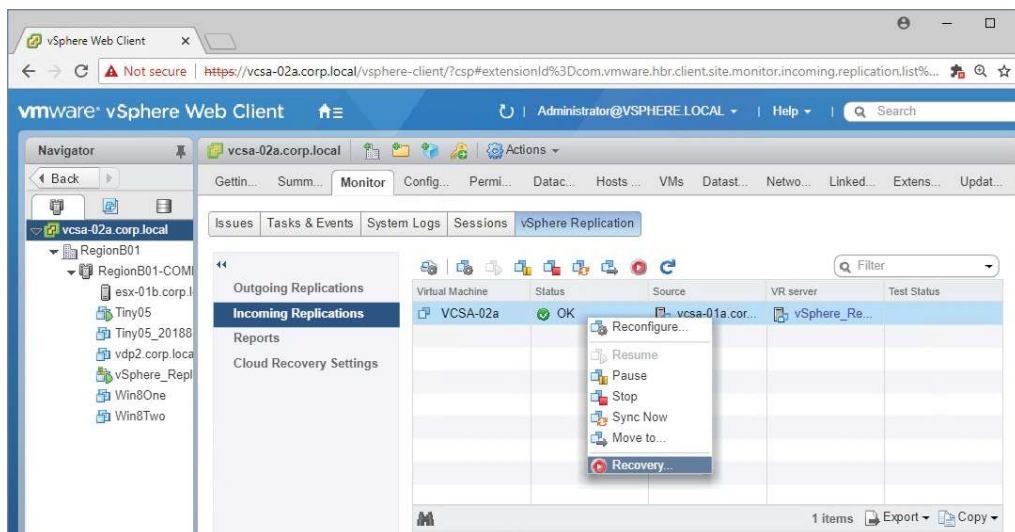 vSphere Web Client
Not secure | https://vcsa-02a.corp.local/vsphere-client/?csp#extensionId%3Dcom.vmware.hbr.client.site.monitor.incoming.replication.list%...
vmware vSphere Web Client
Administrator@VSPHERE.LOCAL
Help
Search
Navigator
vcsa-02a.corp.local
Actions
Back
Gettin... Summ... Monitor Config... Permi... Datac... Hosts ... VMs Datast... Netwo... Linked... Extens... Updat...
Issues Tasks & Events System Logs Sessions vSphere Replication
vcsa-02a.corp.local
RegionB01
RegionB01-COM
esx-01b.corp.l
Tiny05
Tiny05_20188
vdp2.corp.loca
vSphere_Repl
Win8One
Win8Two
Outgoing Replications
Incoming Replications
Reports
Cloud Recovery Settings
Filter
Virtual Machine Status Source VR server Test Status
VCSA-02a OK vcsa-01a.cor... vSphere_Re...
Reconfigure...
Resume
Pause
Stop
Sync Now
Move to...
Recovery...
1 items Export Copy